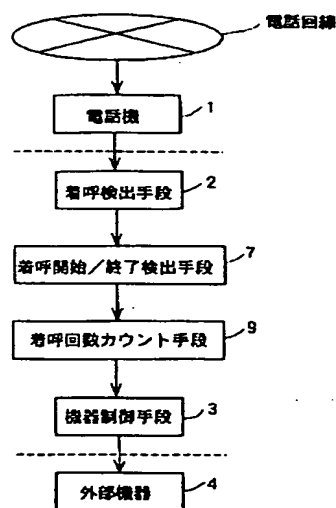 電話回線
電話機
1
着呼検出手段
2
着呼開始／終了検出手段
7
着呼回数カウント手段
9
機器制御手段
3
外部機器
4